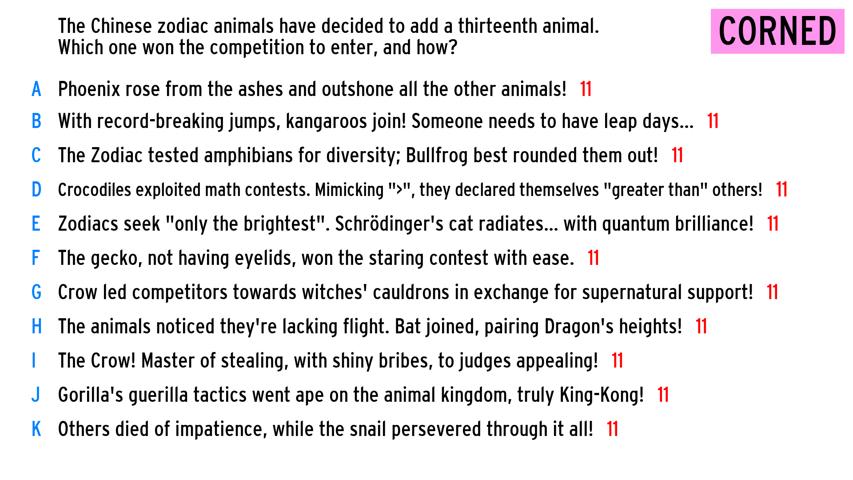 The Chinese zodiac animals have decided to add a thirteenth animal.
Which one won the competition to enter, and how?
CORNED
A Phoenix rose from the ashes and outshone all the other animals! 11
B With record-breaking jumps, kangaroos join! Someone needs to have leap days... 11
C The Zodiac tested amphibians for diversity; Bullfrog best rounded them out! 11
D Crocodiles exploited math contests. Mimicking ">", they declared themselves "greater than" others! 11
E Zodiacs seek "only the brightest". Schrödinger's cat radiates... with quantum brilliance! 11
F The gecko, not having eyelids, won the staring contest with ease. 11
G Crow led competitors towards witches' cauldrons in exchange for supernatural support! 11
H The animals noticed they're lacking flight. Bat joined, pairing Dragon's heights! 11
I The Crow! Master of stealing, with shiny bribes, to judges appealing! 11
J Gorilla's guerilla tactics went ape on the animal kingdom, truly King-Kong! 11
K Others died of impatience, while the snail persevered through it all! 11